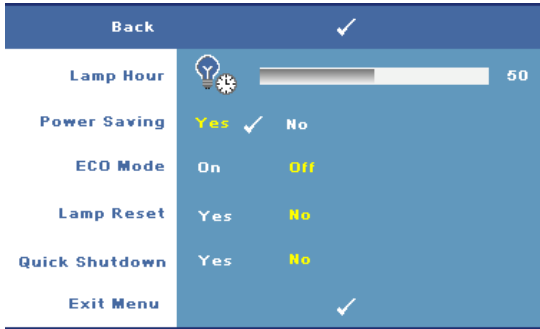 Back
Lamp Hour 50
Power Saving Yes No
ECO Mode On Off
Lamp Reset Yes No
Quick Shutdown Yes No
Exit Menu